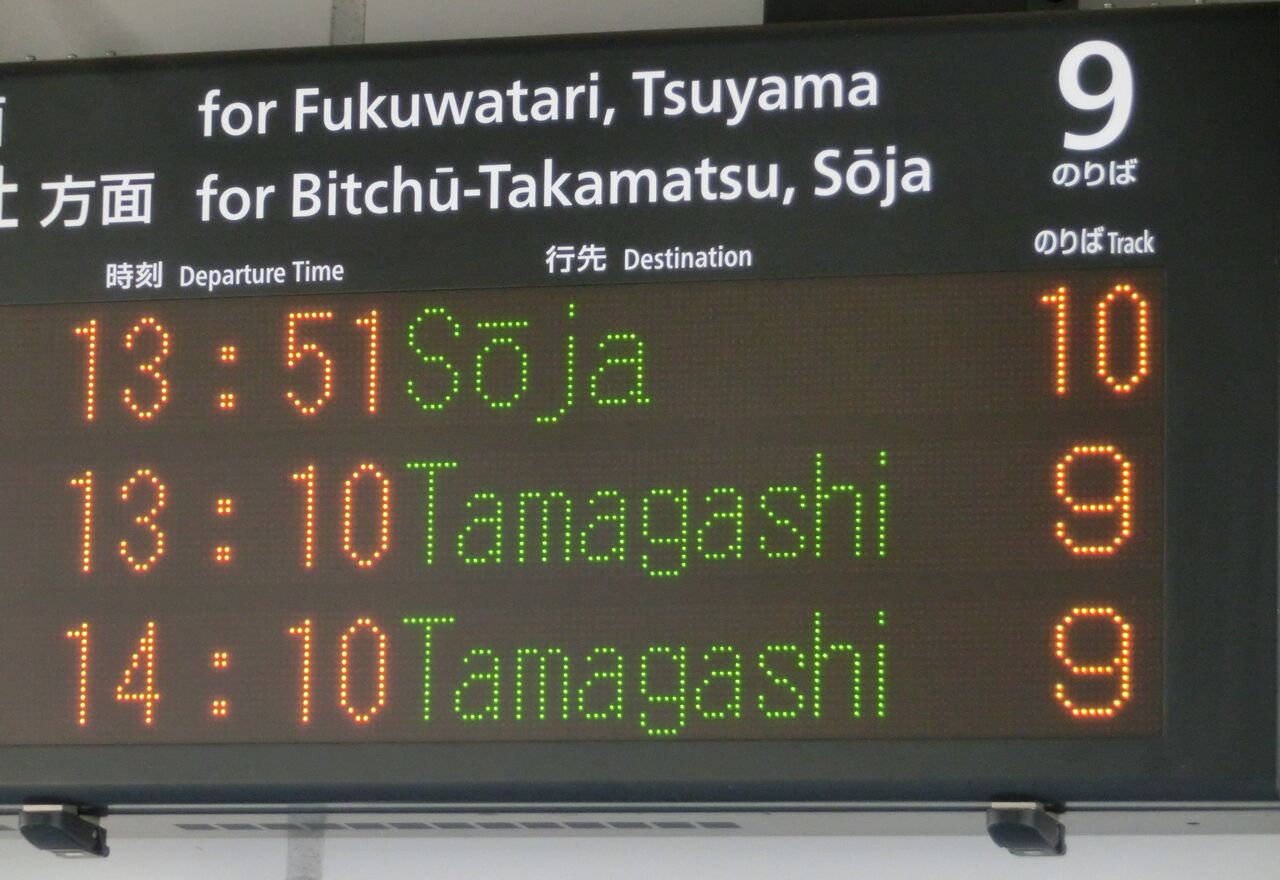 for Fukuwatari, Tsuyama
方面 for Bitchū-Takamatsu, Sōja
9
のりば
時刻 Departure Time 行先 Destination のりば Track
13:51 Sōja 10
13:10 Tamagashi 9
14:10 Tamagashi 9